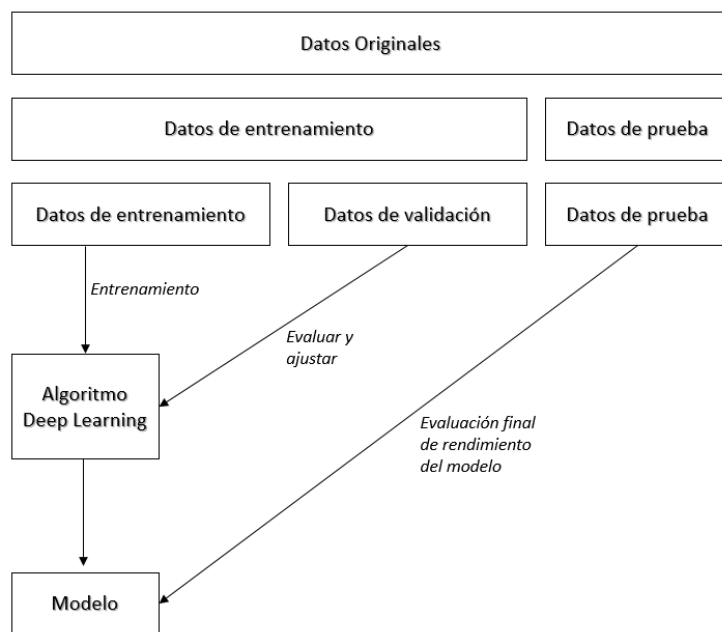 Datos Originales
Datos de entrenamiento
Datos de prueba
Datos de entrenamiento
Datos de validación
Datos de prueba
Entrenamiento
Evaluar y
ajustar
Algoritmo
Deep Learning
Evaluación final
de rendimiento
del modelo
Modelo